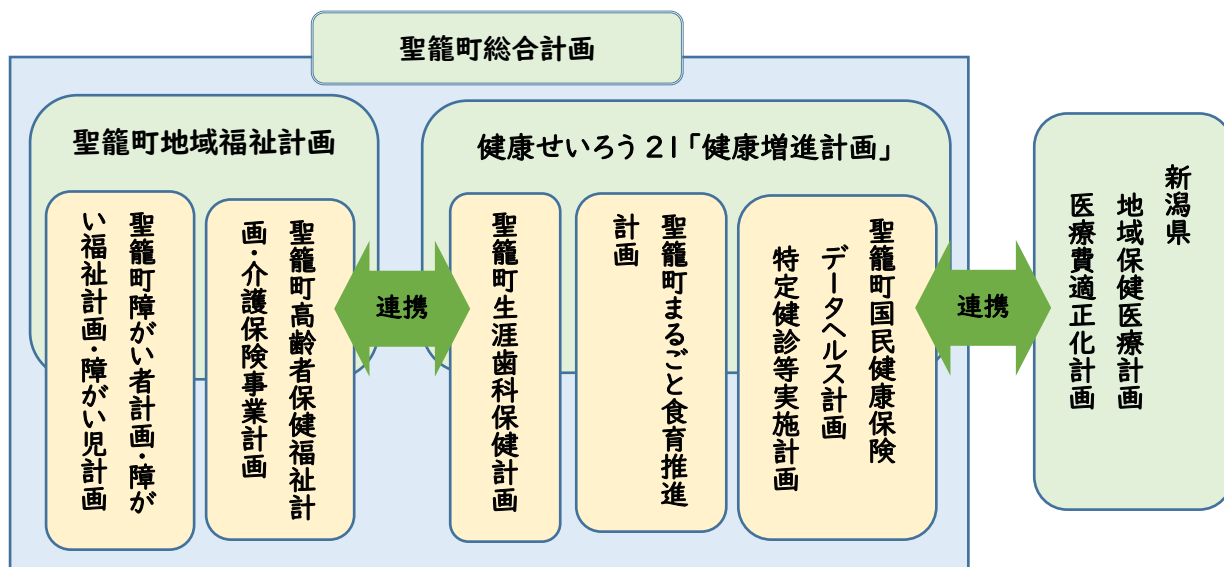 聖籠町総合計画
聖籠町地域福祉計画
聖籠町障がい者計画・障が
い福祉計画・障がい児計画
聖籠町高齢者保健福祉計
画・介護保険事業計画
連携
健康せいろう21「健康増進計画」
聖籠町生涯歯科保健計画
聖籠町まるごと食育推進
計画
聖籠町国民健康保険
データヘルス計画
特定健診等実施計画
連携
新潟県
地域保健医療計画
医療費適正化計画